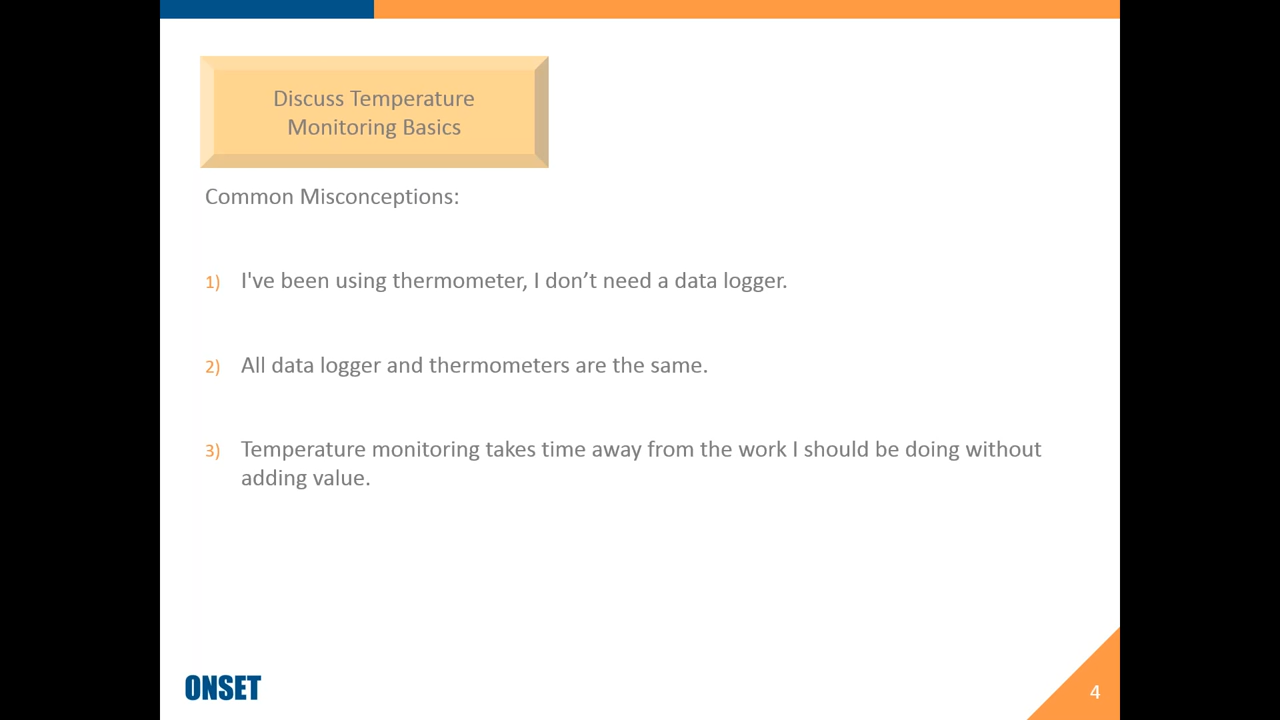 Discuss Temperature
Monitoring Basics
Common Misconceptions:
1) I've been using thermometer, I don’t need a data logger.
2) All data logger and thermometers are the same.
3) Temperature monitoring takes time away from the work I should be doing without
adding value.
ONSET
4